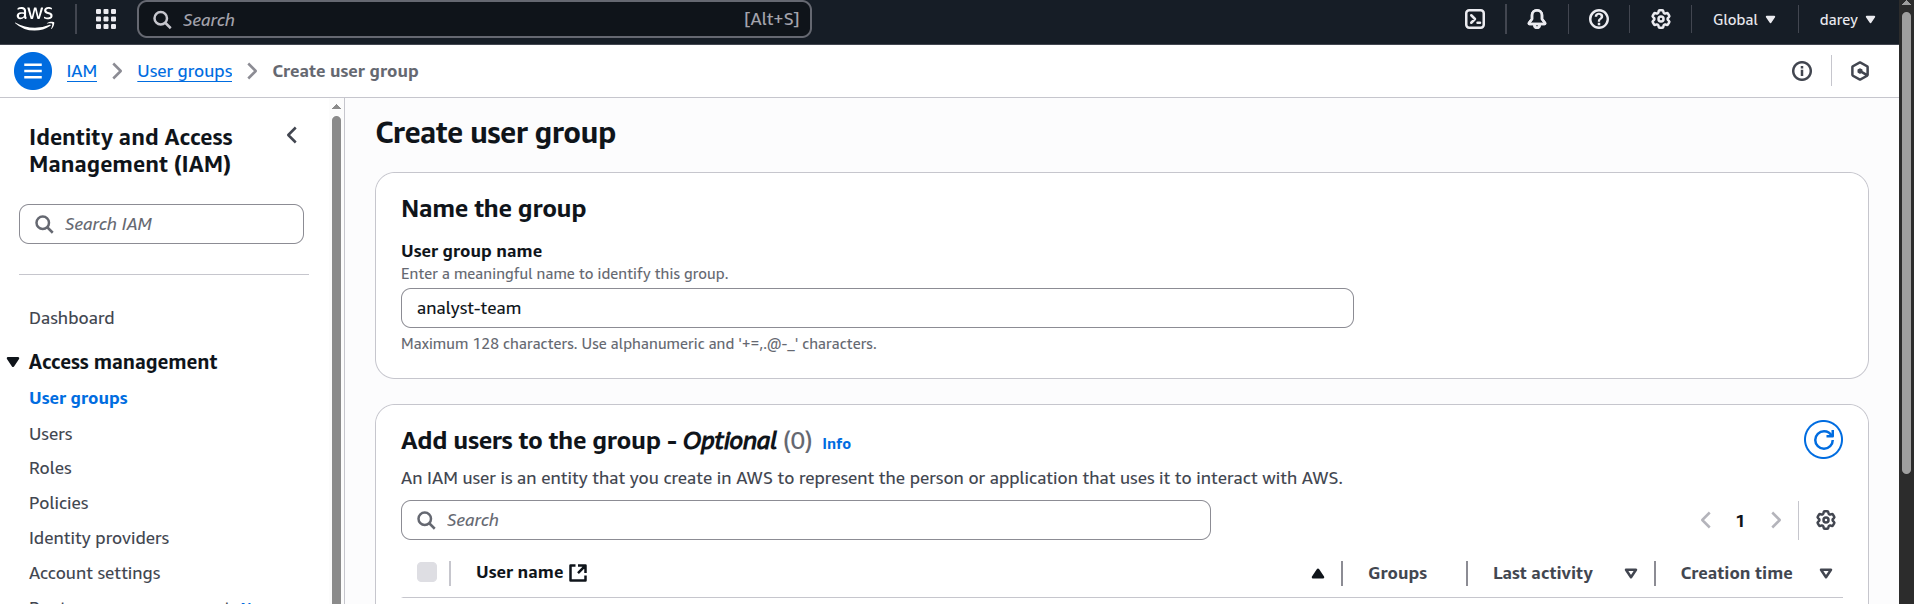 aws
Search [Alt+S] Global darey
IAM User groups Create user group
Identity and Access
Management (IAM)
Search IAM
Dashboard
Access management
User groups
Users
Roles
Policies
Identity providers
Account settings
Create user group
Name the group
User group name
Enter a meaningful name to identify this group.
analyst-team
Maximum 128 characters. Use alphanumeric and '+=,.@-_' characters.
Add users to the group - Optional (0) Info
An IAM user is an entity that you create in AWS to represent the person or application that uses it to interact with AWS.
Search
1
User name Groups Last activity Creation time